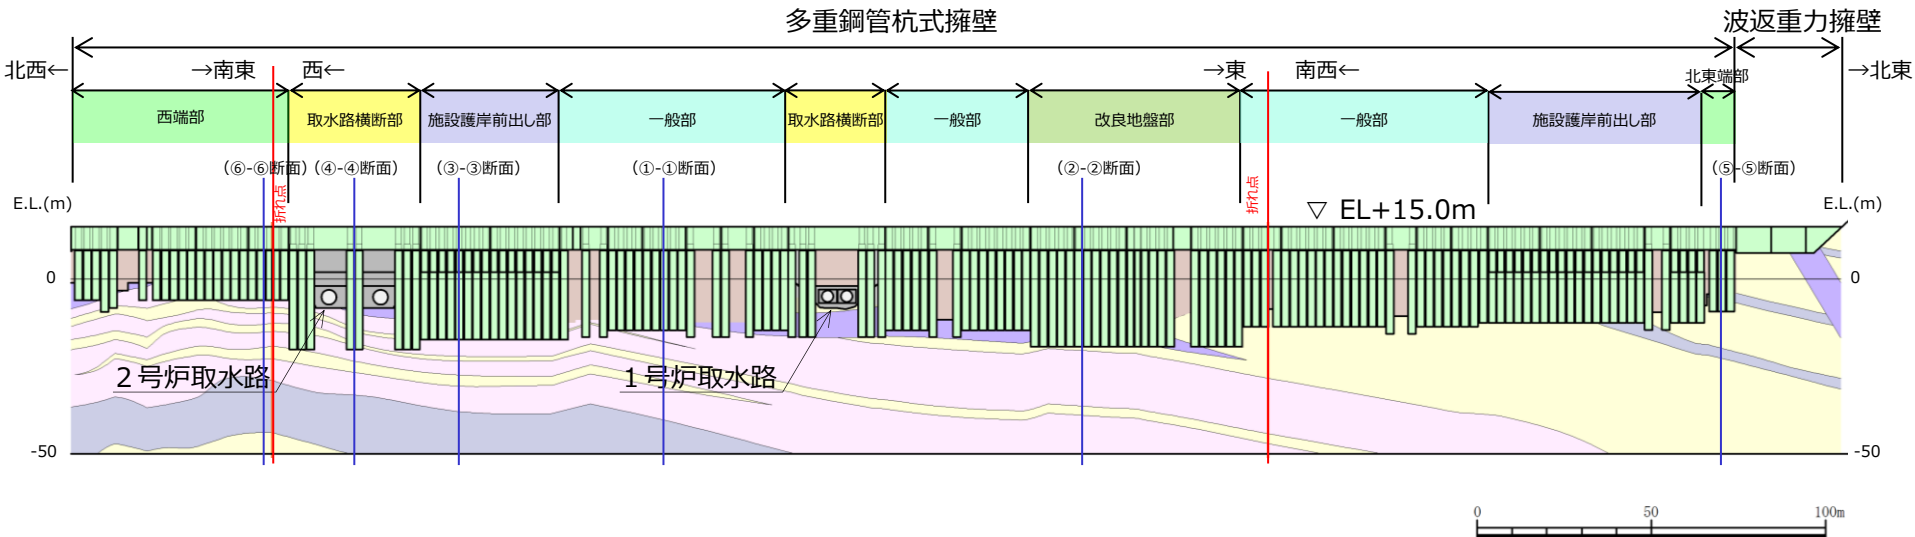 多重鋼管杭式擁壁
波返重力擁壁
北西←
→南東
西←
→東
南西←
北東端部
→北東
西端部
取水路横断部
施設護岸前出し部
一般部
取水路横断部
一般部
改良地盤部
一般部
施設護岸前出し部
(⑥-⑥断面)
(④-④断面)
(③-③断面)
(①-①断面)
(②-②断面)
(⑤-⑤断面)
折れ点
折れ点
E.L.(m)
E.L.(m)
▽ EL+15.0m
0
0
2号炉取水路
1号炉取水路
-50
-50
0
50
100m